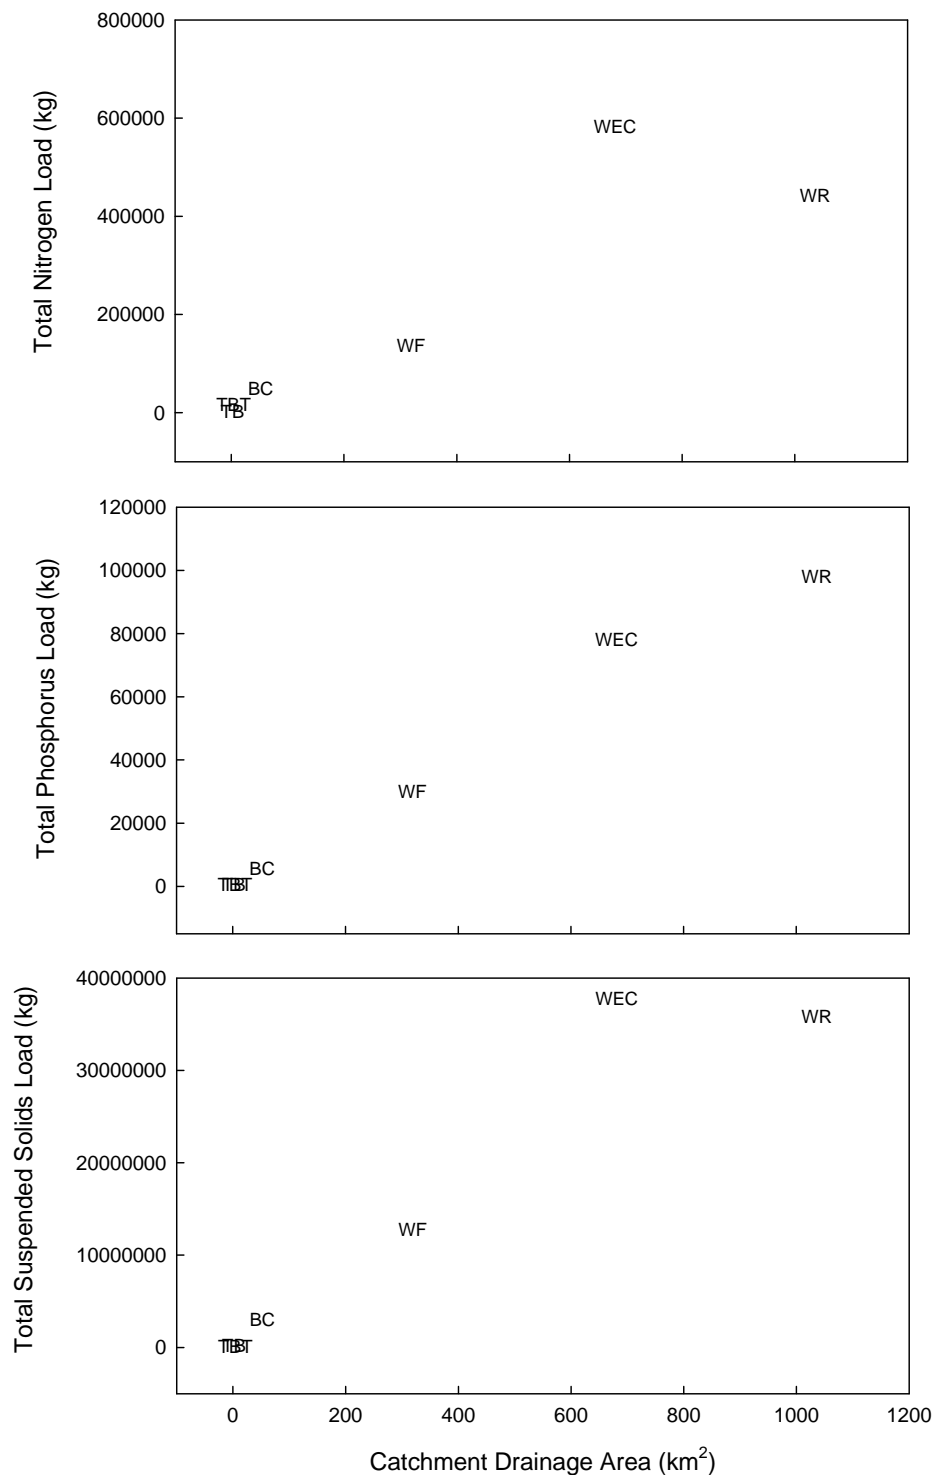 800000
600000
400000
200000
0
Total Nitrogen Load (kg)
WEC
WR
WF
BC
TBT
TB
120000
100000
80000
60000
40000
20000
0
Total Phosphorus Load (kg)
WR
WEC
WF
BC
40000000
30000000
20000000
10000000
0
Total Suspended Solids Load (kg)
WEC
WR
WF
BC
0 200 400 600 800 1000 1200
Catchment Drainage Area (km²)